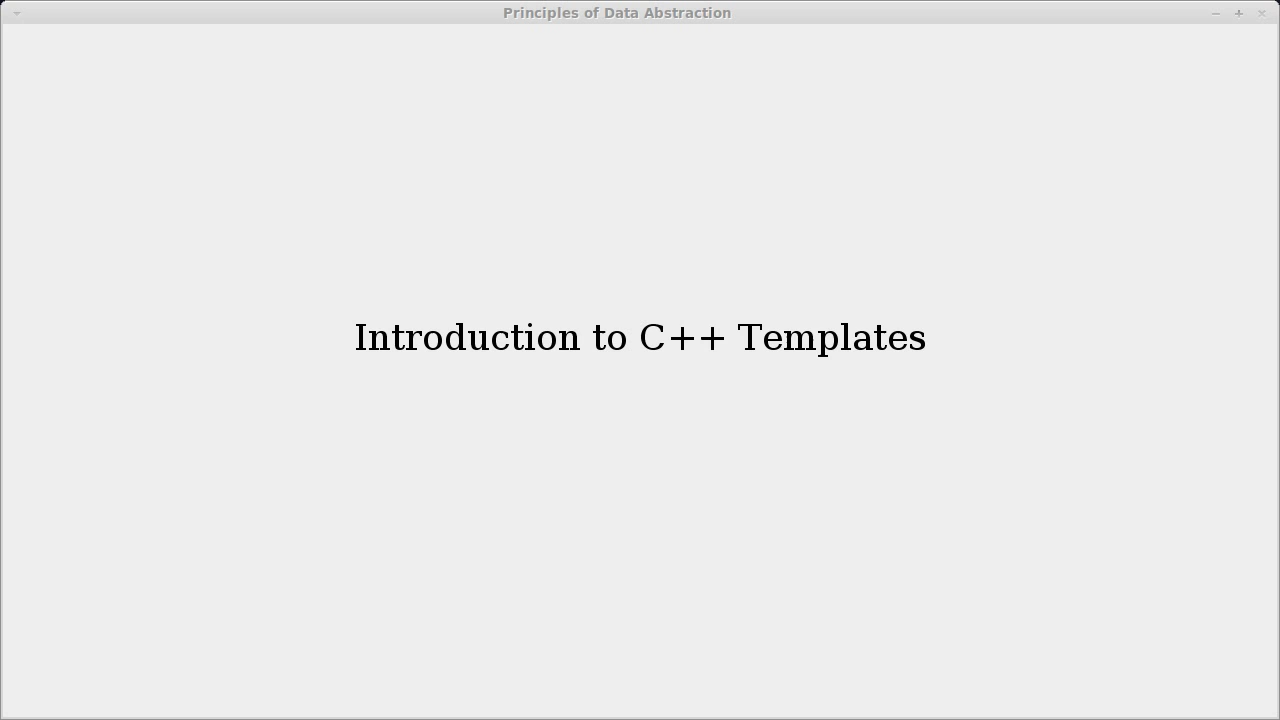 Principles of Data Abstraction
Introduction to C++ Templates